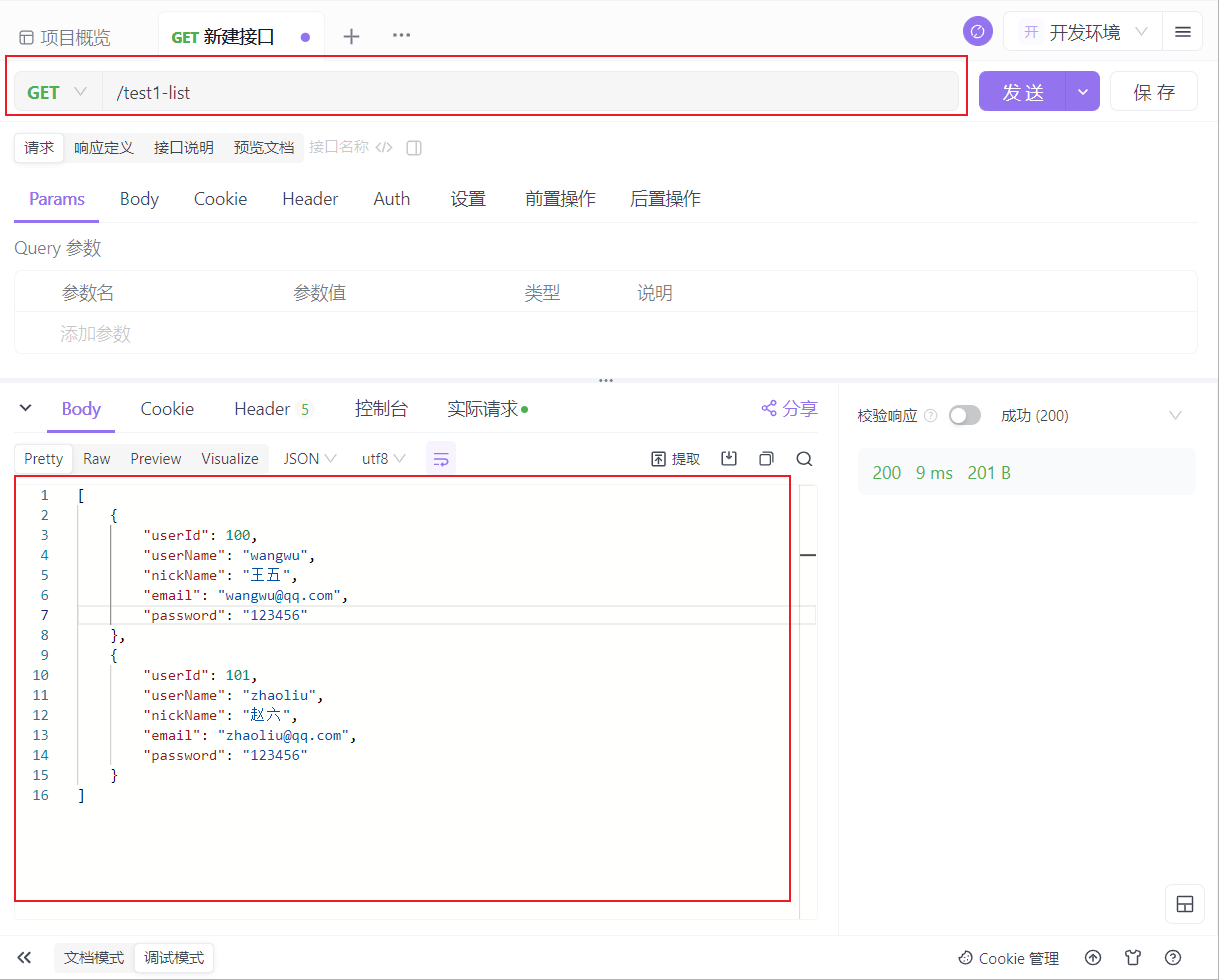 项目概览 GET 新建接口 开 开发环境
GET /test1-list 发 送 保 存
请求 响应定义 接口说明 预览文档 接口名称 </>
Params Body Cookie Header Auth 设置 前置操作 后置操作
Query 参数
参数名 参数值 类型 说明
添加参数
Body Cookie Header 5 控制台 实际请求 分享 校验响应 成功 (200)
Pretty Raw Preview Visualize JSON utf8 提取
200 9 ms 201 B
1 [
2 {
3 "userId": 100,
4 "userName": "wangwu",
5 "nickName": "王五",
6 "email": "wangwu@qq.com",
7 "password": "123456"
8 },
9 {
10 "userId": 101,
11 "userName": "zhaoliu",
12 "nickName": "赵六",
13 "email": "zhaoliu@qq.com",
14 "password": "123456"
15 }
16 ]
文档模式 调试模式 Cookie 管理